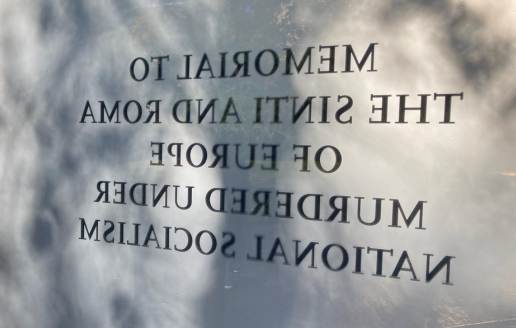 MEMORIAL TO
THE SINTI AND ROMA
OF EUROPE
MURDERED UNDER
NATIONAL SOCIALISM